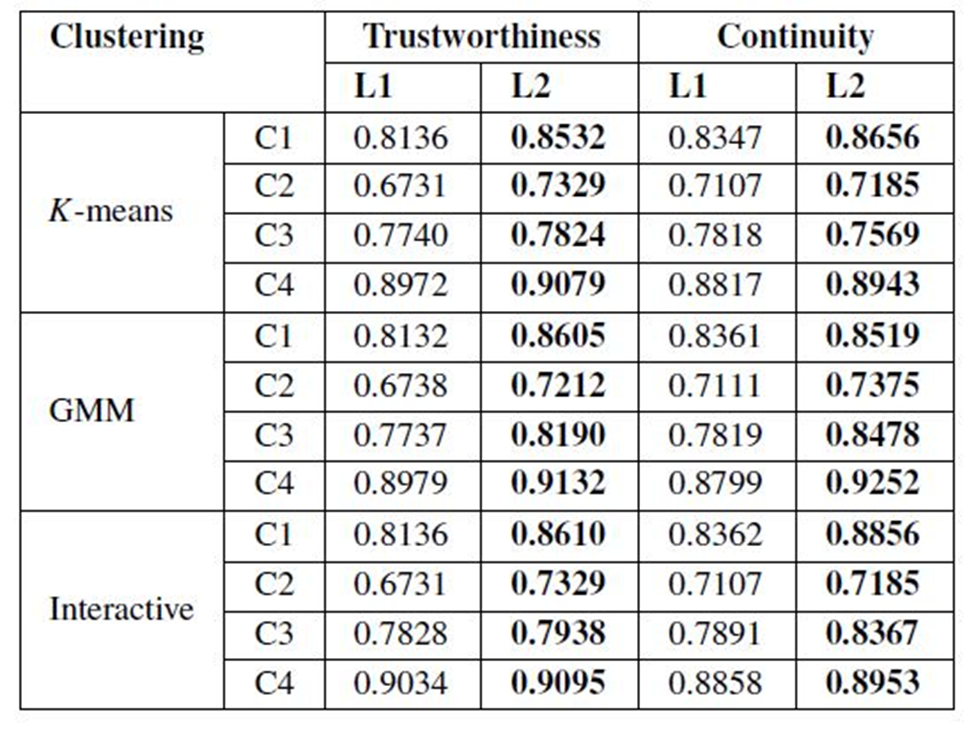 Clustering Trustworthiness Continuity
L1 L2 L1 L2
K-means
C1 0.8136 0.8532 0.8347 0.8656
C2 0.6731 0.7329 0.7107 0.7185
C3 0.7740 0.7824 0.7818 0.7569
C4 0.8972 0.9079 0.8817 0.8943
GMM
C1 0.8132 0.8605 0.8361 0.8519
C2 0.6738 0.7212 0.7111 0.7375
C3 0.7737 0.8190 0.7819 0.8478
C4 0.8979 0.9132 0.8799 0.9252
Interactive
C1 0.8136 0.8610 0.8362 0.8856
C2 0.6731 0.7329 0.7107 0.7185
C3 0.7828 0.7938 0.7891 0.8367
C4 0.9034 0.9095 0.8858 0.8953